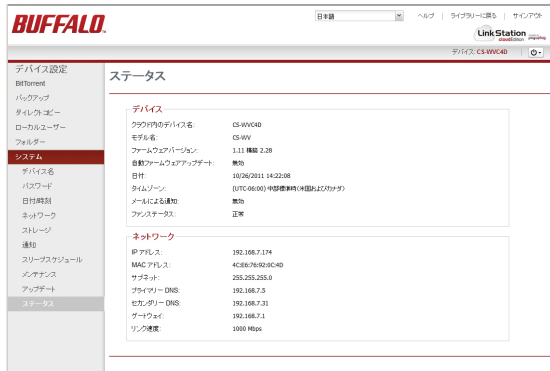 BUFFALO
日本語
ヘルプ | ライブラリーに戻る | サインアウト
LinkStation
cloudEdition pogoplug
デバイス: CS-WVC4D
デバイス設定
BitTorrent
バックアップ
ダイレクトコピー
ローカルユーザー
フォルダー
システム
デバイス名
パスワード
日付/時刻
ネットワーク
ストレージ
通知
スリープスケジュール
メンテナンス
アップデート
ステータス
ステータス
デバイス
クラウド内のデバイス名: CS-WVC4D
モデル名: CS-WV
ファームウェアバージョン: 1.11 構築 2.28
自動ファームウェアアップデート: 無効
日付: 10/26/2011 14:22:08
タイムゾーン: (UTC-06:00) 中部標準時(米国およびカナダ)
メールによる通知: 無効
ファンステータス: 正常
ネットワーク
IP アドレス: 192.168.7.174
MAC アドレス: 4C:E6:76:92:0C:4D
サブネット: 255.255.255.0
プライマリー DNS: 192.168.7.5
セカンダリー DNS: 192.168.7.31
ゲートウェイ: 192.168.7.1
リンク速度: 1000 Mbps